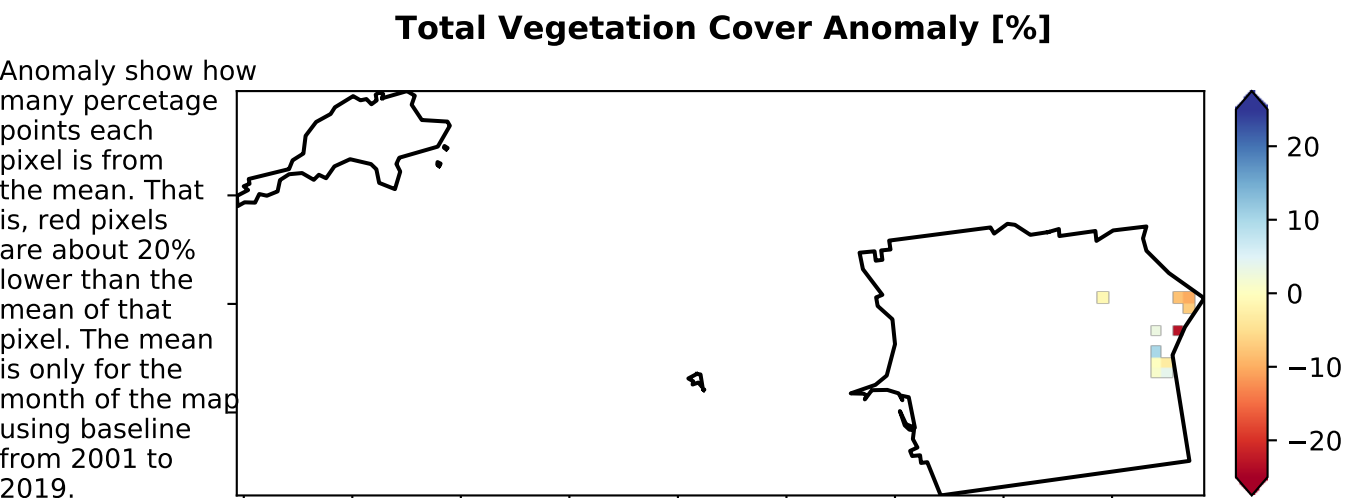 Total Vegetation Cover Anomaly [%]
Anomaly show how
many percetage
points each
pixel is from
the mean. That
is, red pixels
are about 20%
lower than the
mean of that
pixel. The mean
is only for the
month of the map
using baseline
from 2001 to
2019.
20
10
0
−10
−20